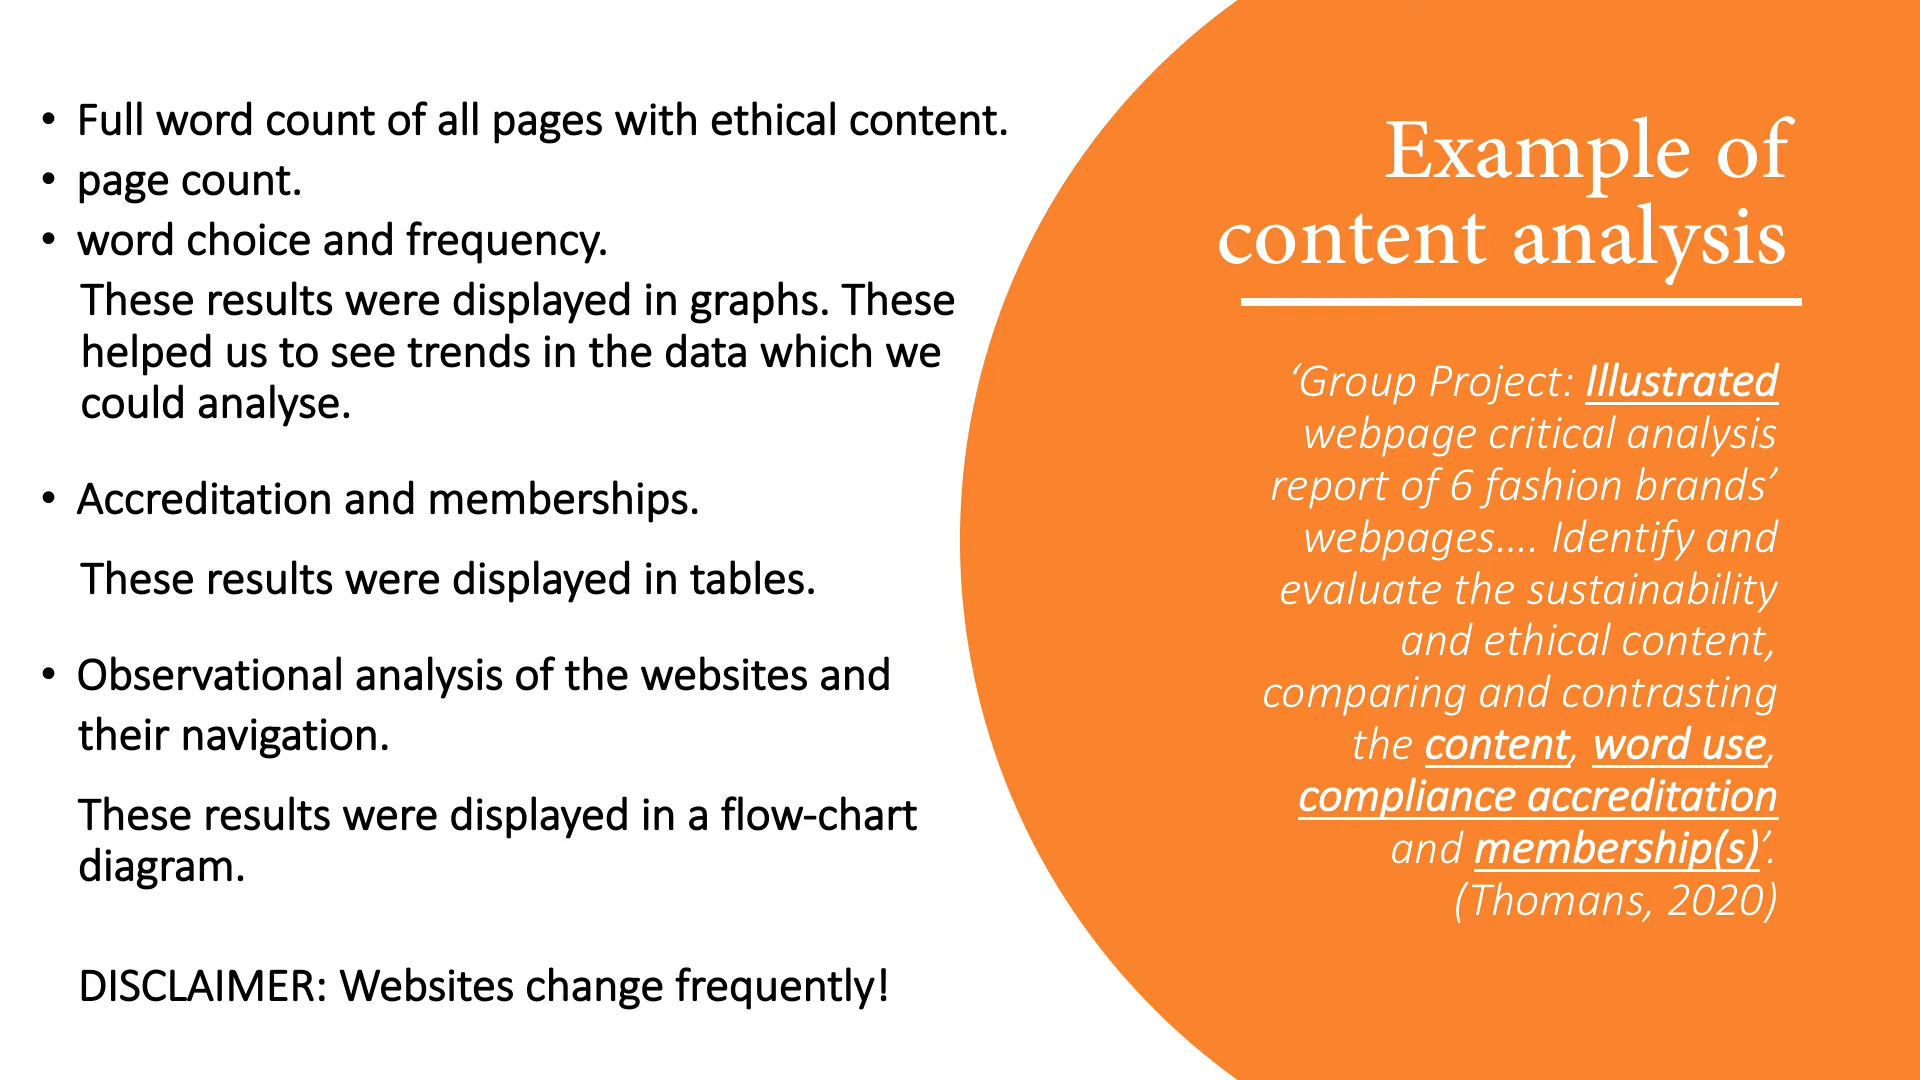 • Full word count of all pages with ethical content.
• page count.
• word choice and frequency.
These results were displayed in graphs. These
helped us to see trends in the data which we
could analyse.
• Accreditation and memberships.
These results were displayed in tables.
• Observational analysis of the websites and
their navigation.
These results were displayed in a flow-chart
diagram.
DISCLAIMER: Websites change frequently!
Example of
content analysis
‘Group Project: Illustrated
webpage critical analysis
report of 6 fashion brands’
webpages.... Identify and
evaluate the sustainability
and ethical content,
comparing and contrasting
the content, word use,
compliance accreditation
and membership(s)’.
(Thomans, 2020)